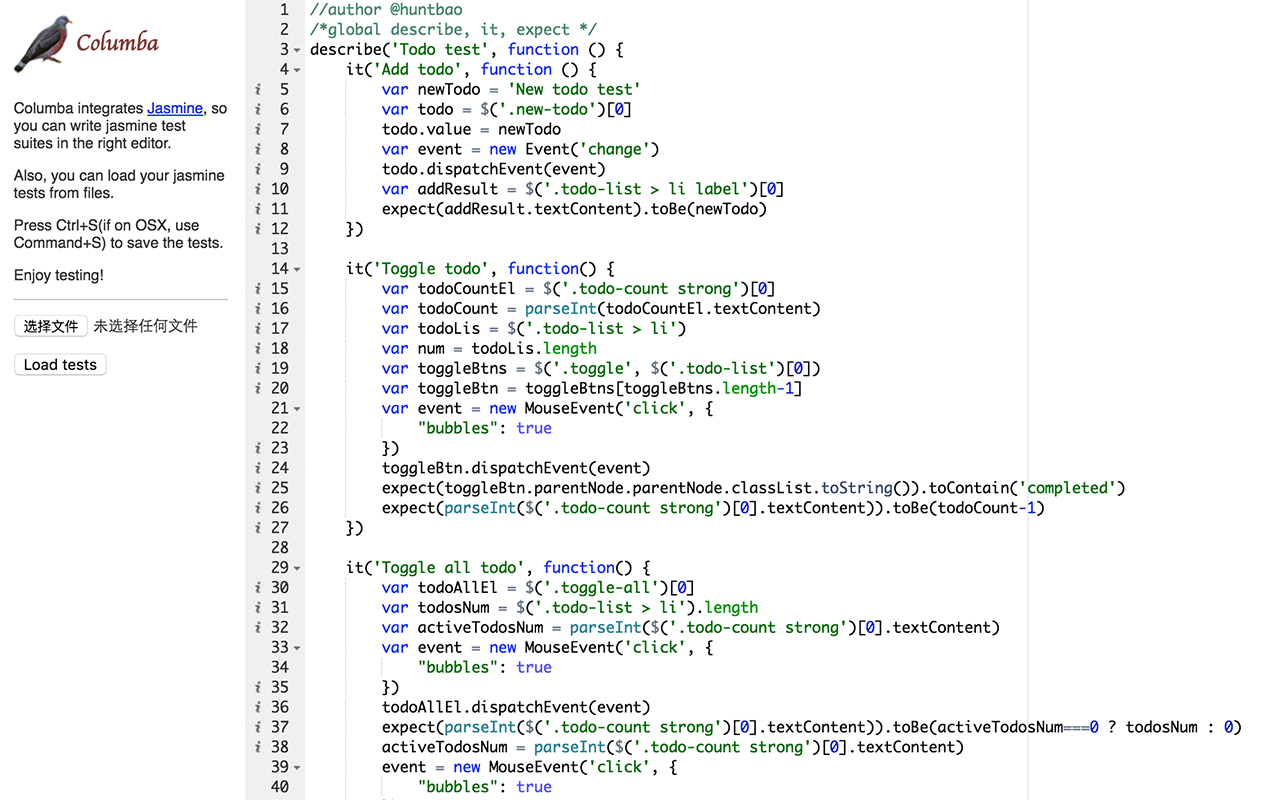 Columba
Columba integrates Jasmine, so
you can write jasmine test
suites in the right editor.
Also, you can load your jasmine
tests from files.
Press Ctrl+S(if on OSX, use
Command+S) to save the tests.
Enjoy testing!
选择文件 未选择任何文件
Load tests
1 //author @huntbao
2 /*global describe, it, expect */
3 describe('Todo test', function () {
4 it('Add todo', function () {
5 var newTodo = 'New todo test'
6 var todo = $('.new-todo')[0]
7 todo.value = newTodo
8 var event = new Event('change')
9 todo.dispatchEvent(event)
10 var addResult = $('.todo-list > li label')[0]
11 expect(addResult.textContent).toBe(newTodo)
12 })
13
14 it('Toggle todo', function() {
15 var todoCountEl = $('.todo-count strong')[0]
16 var todoCount = parseInt(todoCountEl.textContent)
17 var todoLis = $('.todo-list > li')
18 var num = todoLis.length
19 var toggleBtns = $('.toggle', $('.todo-list')[0])
20 var toggleBtn = toggleBtns[toggleBtns.length-1]
21 var event = new MouseEvent('click', {
22 "bubbles": true
23 })
24 toggleBtn.dispatchEvent(event)
25 expect(toggleBtn.parentNode.parentNode.classList.toString()).toContain('completed')
26 expect(parseInt($('.todo-count strong')[0].textContent)).toBe(todoCount-1)
27 })
28
29 it('Toggle all todo', function() {
30 var todoAllEl = $('.toggle-all')[0]
31 var todosNum = $('.todo-list > li').length
32 var activeTodosNum = parseInt($('.todo-count strong')[0].textContent)
33 var event = new MouseEvent('click', {
34 "bubbles": true
35 })
36 todoAllEl.dispatchEvent(event)
37 expect(parseInt($('.todo-count strong')[0].textContent)).toBe(activeTodosNum===0 ? todosNum : 0)
38 activeTodosNum = parseInt($('.todo-count strong')[0].textContent)
39 event = new MouseEvent('click', {
40 "bubbles": true